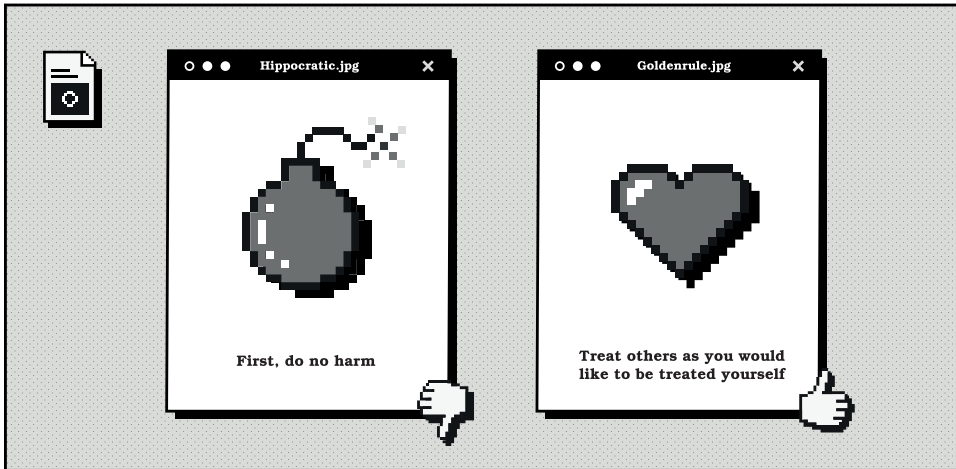 Hippocratic.jpg
First, do no harm
Goldenrule.jpg
Treat others as you would
like to be treated yourself